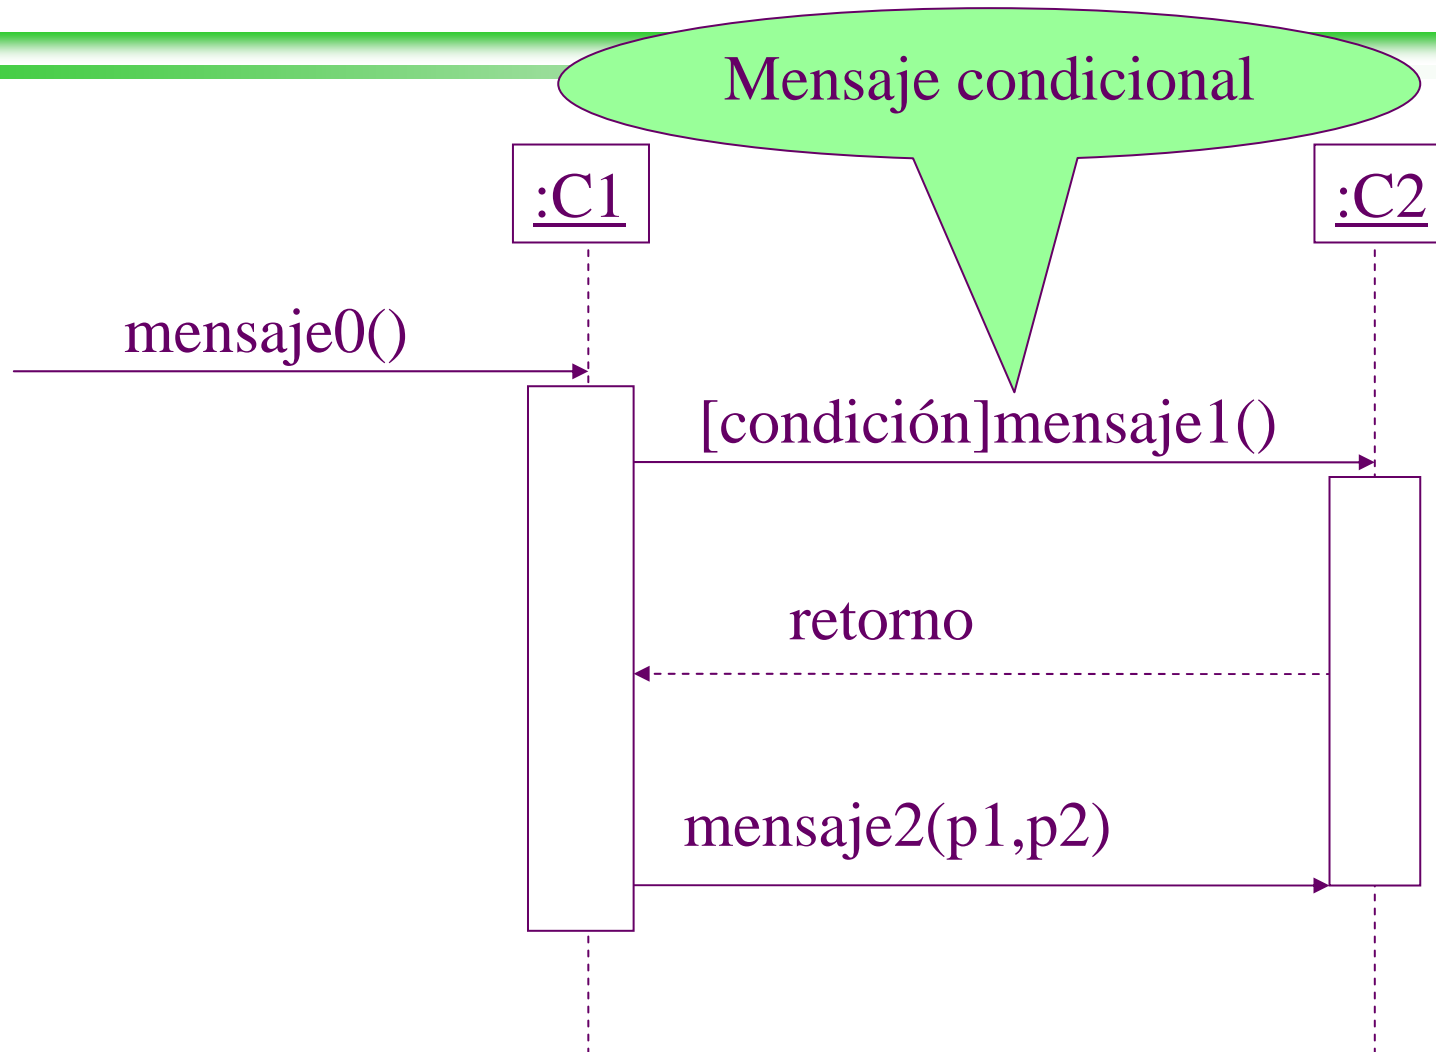 Mensaje condicional
:C1
:C2
mensaje0()
[condición]mensaje1()
retorno
mensaje2(p1,p2)